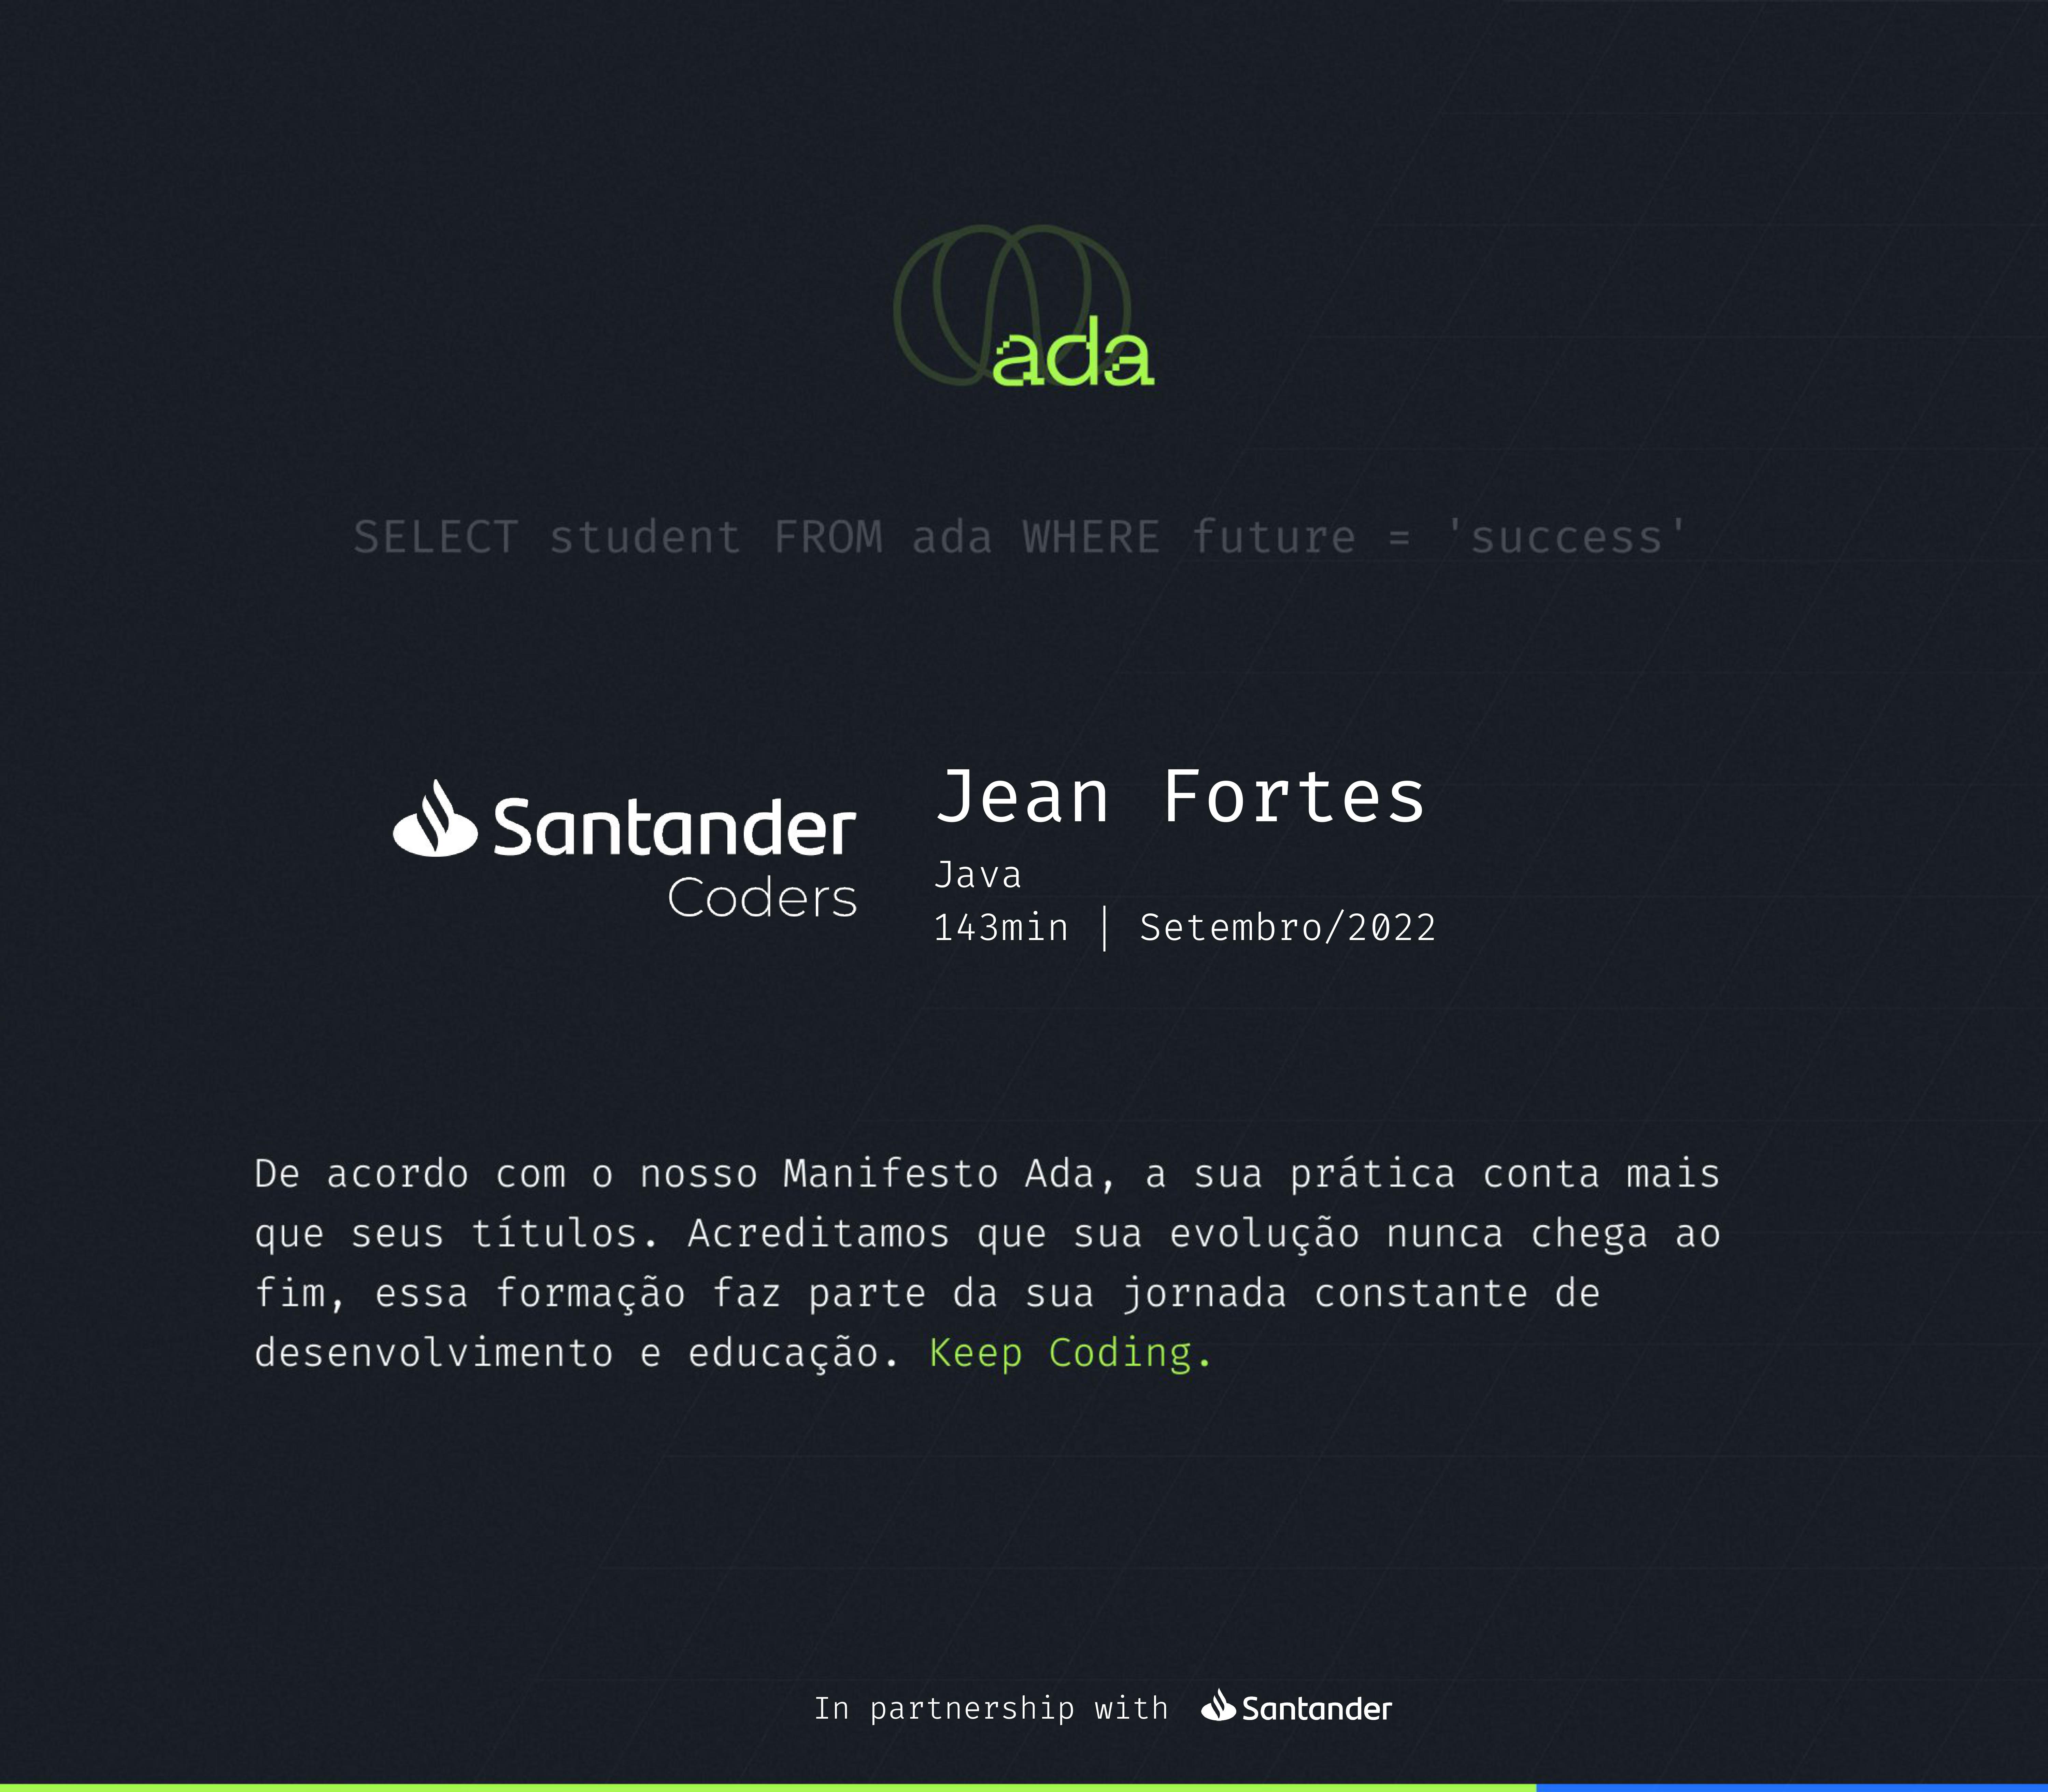 ada
SELECT student FROM ada WHERE future = 'success'
Santander
Coders
Jean Fortes
Java
143min | Setembro/2022
De acordo com o nosso Manifesto Ada, a sua prática conta mais
que seus títulos. Acreditamos que sua evolução nunca chega ao
fim, essa formação faz parte da sua jornada constante de
desenvolvimento e educação. Keep Coding.
In partnership with Santander